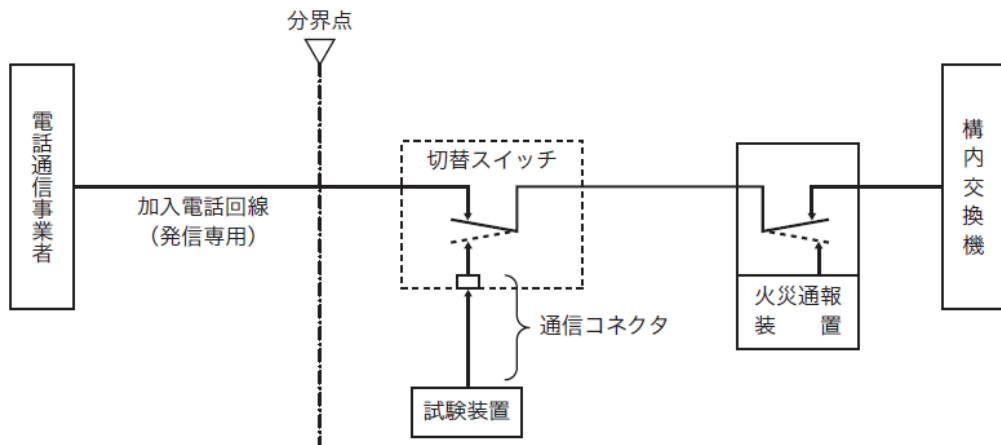 分界点
電話通信事業者
切替スイッチ
構内交換機
加入電話回線
（発信専用）
火災通報
装　　置
通信コネクタ
試験装置